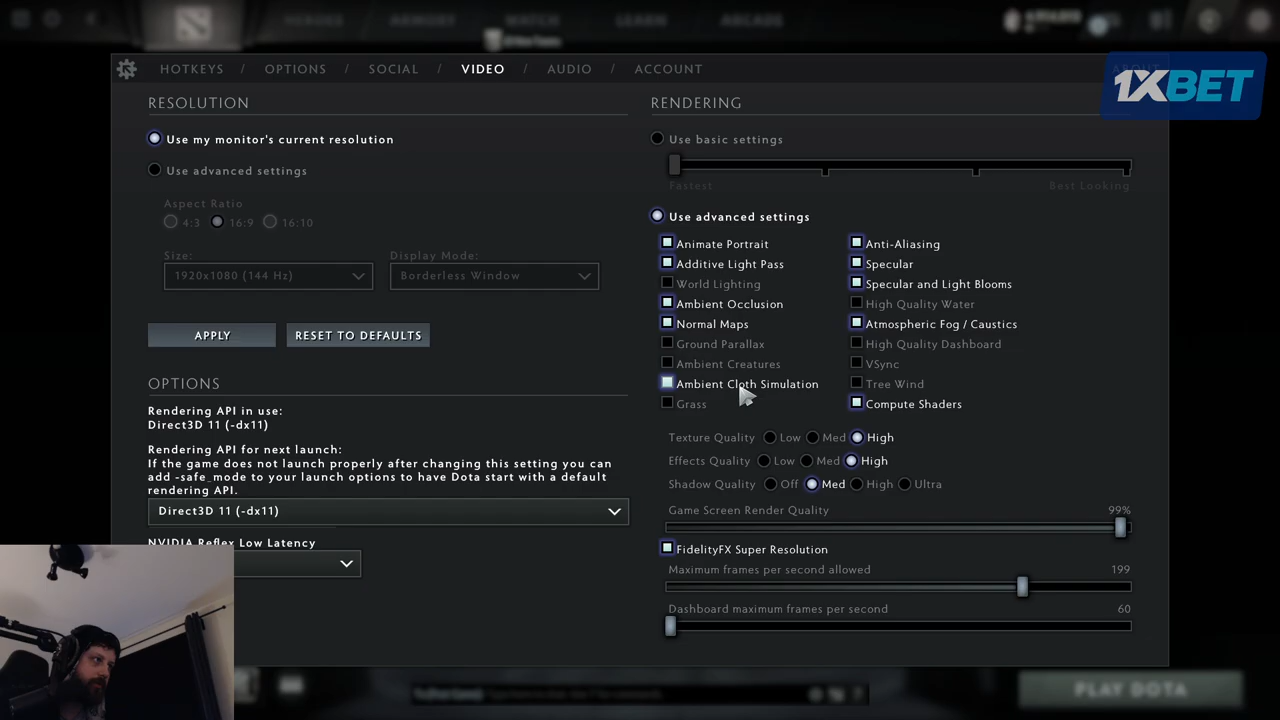 HEROES ARMORY WATCH LEARN ARCADE
HOTKEYS / OPTIONS / SOCIAL / VIDEO / AUDIO / ACCOUNT
1XBET
RESOLUTION
Use my monitor's current resolution
Use advanced settings
Aspect Ratio
4:3 16:9 16:10
Size: Display Mode:
1920x1080 (144 Hz) Borderless Window
APPLY RESET TO DEFAULTS
OPTIONS
Rendering API in use:
Direct3D 11 (-dx11)
Rendering API for next launch:
If the game does not launch properly after changing this setting you can
add -safe_mode to your launch options to have Dota start with a default
rendering API.
Direct3D 11 (-dx11)
NVIDIA Reflex Low Latency
RENDERING
Use basic settings
Fastest Best Looking
Use advanced settings
Animate Portrait Anti-Aliasing
Additive Light Pass Specular
World Lighting Specular and Light Blooms
Ambient Occlusion High Quality Water
Normal Maps Atmospheric Fog / Caustics
Ground Parallax High Quality Dashboard
Ambient Creatures VSync
Ambient Cloth Simulation Tree Wind
Grass Compute Shaders
Texture Quality Low Med High
Effects Quality Low Med High
Shadow Quality Off Med High Ultra
Game Screen Render Quality 99%
FidelityFX Super Resolution
Maximum frames per second allowed 199
Dashboard maximum frames per second 60
PLAY DOTA